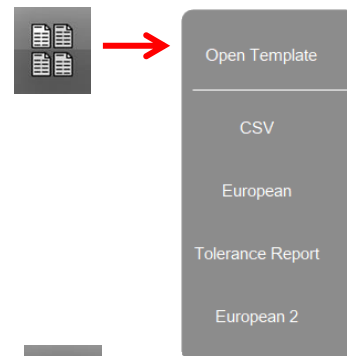 Open Template
CSV
European
Tolerance Report
European 2